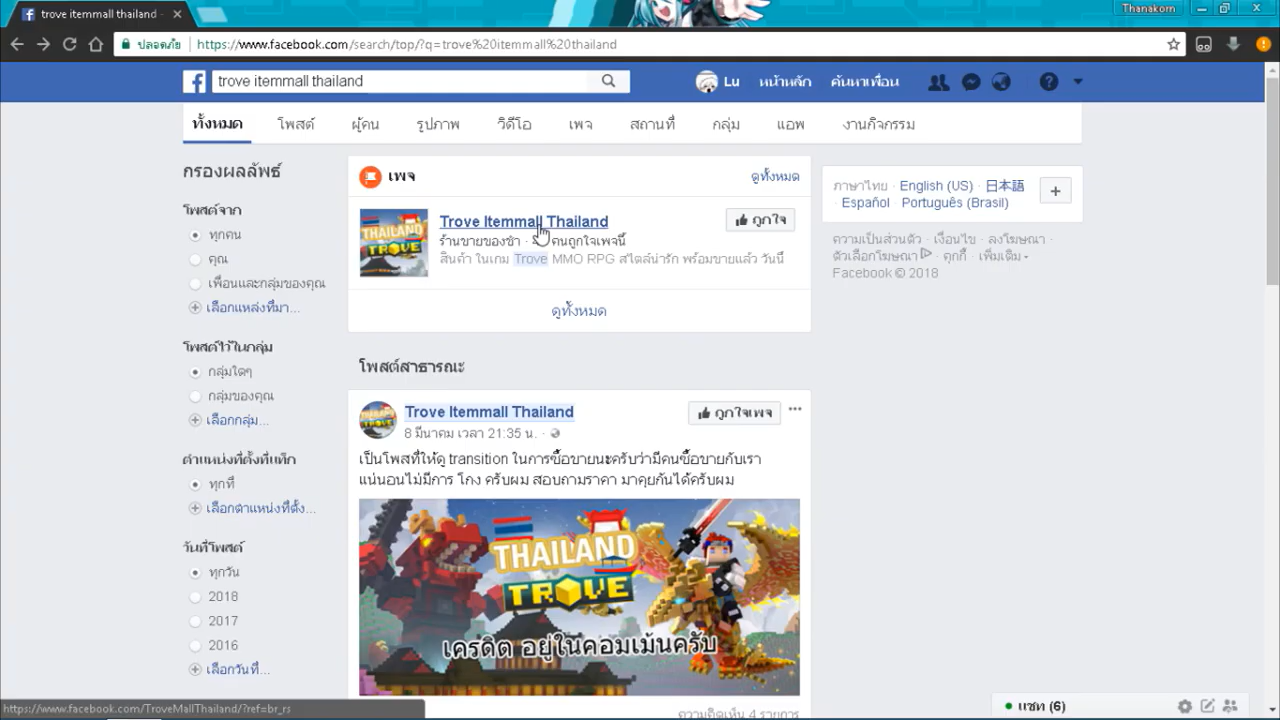 trove itemmall thailand
Thanakorn
ปลอดภัย
https://www.facebook.com/search/top/?q=trove%20itemmall%20thailand
trove itemmall thailand
Lu
หน้าหลัก
ค้นหาเพื่อน
ทั้งหมด โพสต์ ผู้คน รูปภาพ วิดีโอ เพจ สถานที่ กลุ่ม แอพ งานกิจกรรม
กรองผลลัพธ์
โพสต์จาก
ทุกคน
คุณ
เพื่อนและกลุ่มของคุณ
เลือกแหล่งที่มา...
โพสต์ไว้ในกลุ่ม
กลุ่มใดๆ
กลุ่มของคุณ
เลือกกลุ่ม...
ตำแหน่งที่ตั้งที่แท็ก
ทุกที่
เลือกตำแหน่งที่ตั้ง...
วันที่โพสต์
ทุกวัน
2018
2017
2016
เลือกวันที่...
เพจ
ดูทั้งหมด
Trove Itemmall Thailand
ถูกใจ
ร้านขายของชำ · คนถูกใจเพจนี้
สินค้า ในเกม Trove MMO RPG สไตล์น่ารัก พร้อมขายแล้ว วันนี้
ดูทั้งหมด
โพสต์สาธารณะ
Trove Itemmall Thailand
ถูกใจเพจ
8 มีนาคม เวลา 21:35 น. ·
เป็นโพสที่ให้ดู transition ในการซื้อขายนะครับว่ามีคนซื้อขายกับเรา
แน่นอนไม่มีการ โกง ครับผม สอบถามราคา มาคุยกันได้ครับผม
THAILAND
TROVE
เครดิต อยู่ในคอมเม้นครับ
ความคิดเห็น 4 รายการ
ภาษาไทย · English (US) · 日本語 ·
Español · Português (Brasil)
ความเป็นส่วนตัว · เงื่อนไข · ลงโฆษณา ·
ตัวเลือกโฆษณา · คุกกี้ · เพิ่มเติม
Facebook © 2018
https://www.facebook.com/TroveMallThailand/?ref=br_rs
แชท (6)